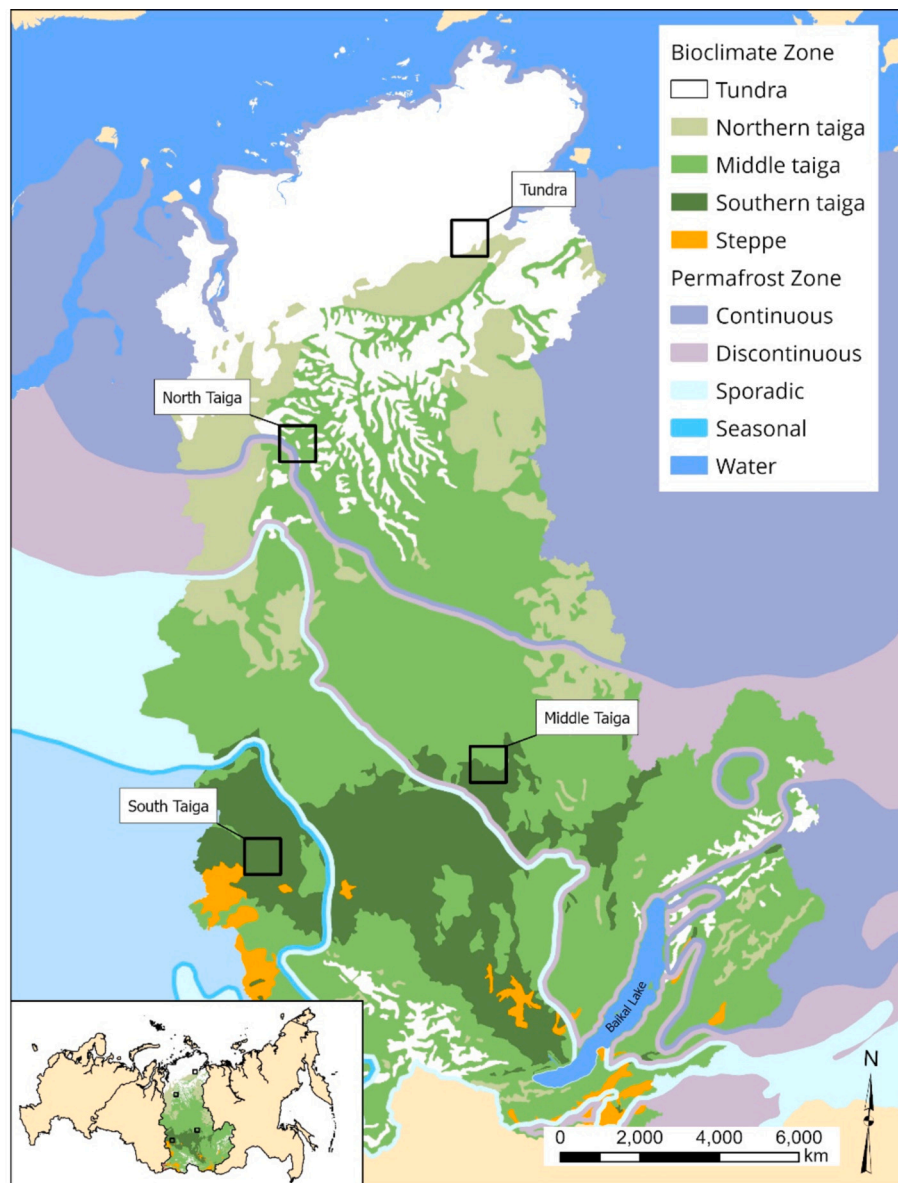 Bioclimate Zone
Tundra
Northern taiga
Middle taiga
Southern taiga
Steppe
Permafrost Zone
Continuous
Discontinuous
Sporadic
Seasonal
Water
Tundra
North Taiga
Middle Taiga
South Taiga
Baikal Lake
N
0 2,000 4,000 6,000
km